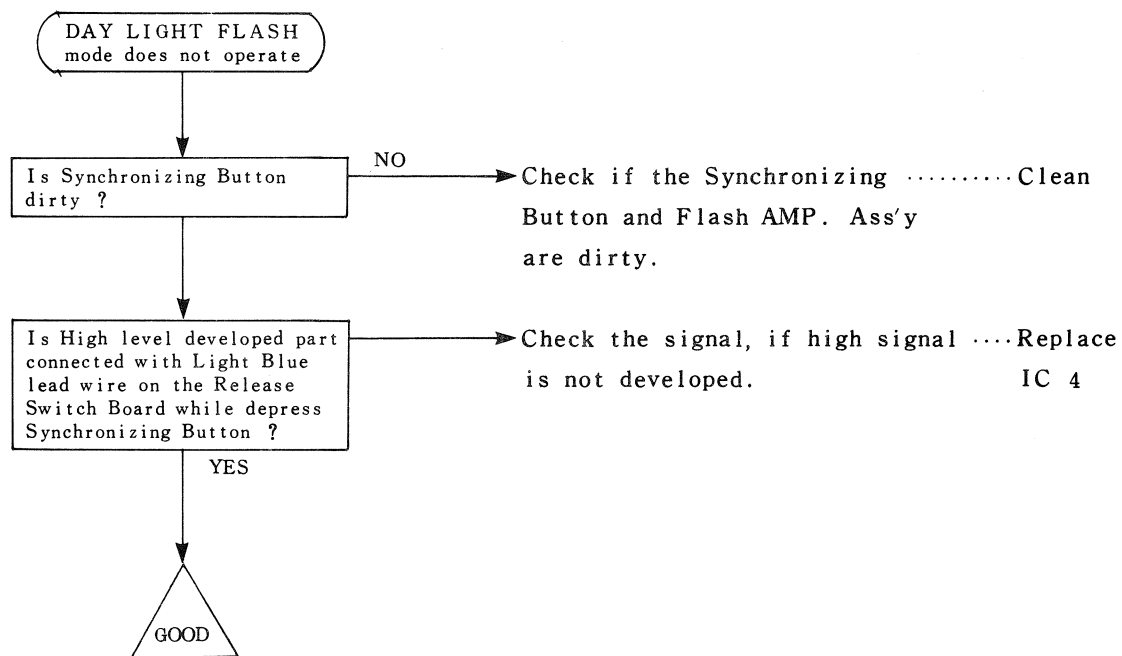 DAY LIGHT FLASH
mode does not operate
Is Synchronizing Button
dirty ?
NO
Check if the Synchronizing ·········· Clean
Button and Flash AMP. Ass'y
are dirty.
Is High level developed part
connected with Light Blue
lead wire on the Release
Switch Board while depress
Synchronizing Button ?
Check the signal, if high signal ···· Replace
is not developed. IC 4
YES
GOOD